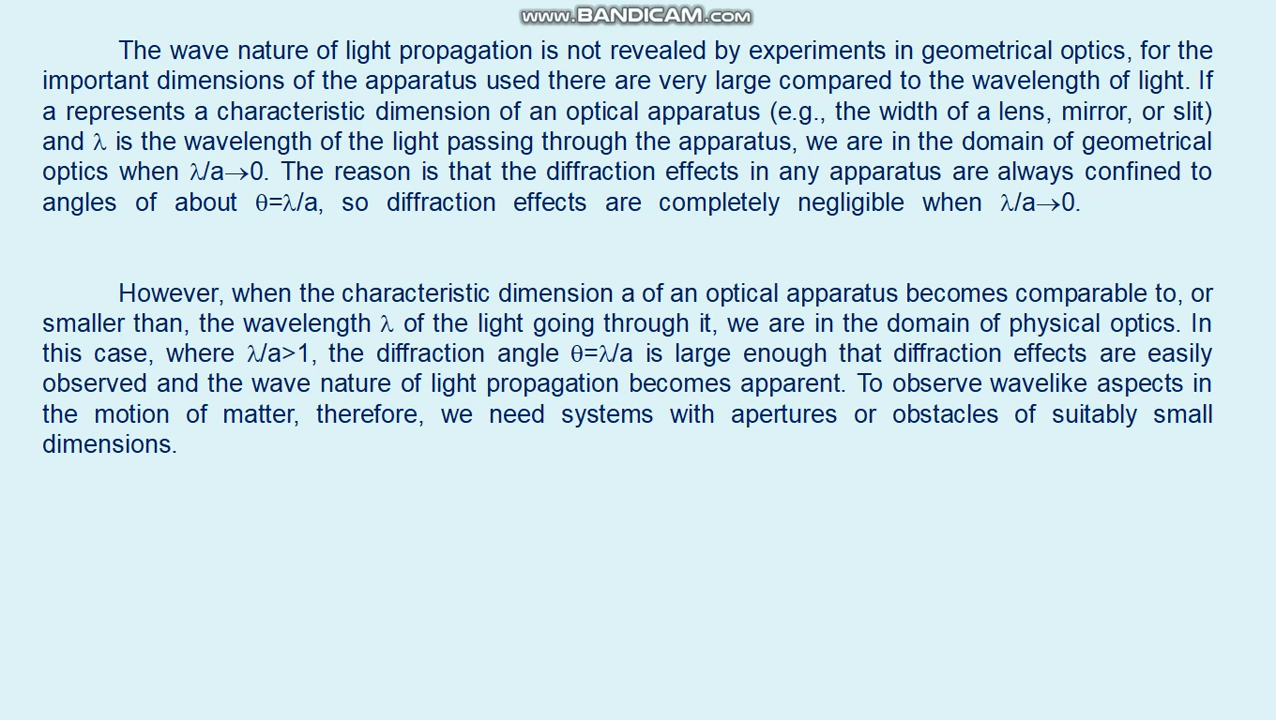 www.BANDICAM.com
The wave nature of light propagation is not revealed by experiments in geometrical optics, for the
important dimensions of the apparatus used there are very large compared to the wavelength of light. If
a represents a characteristic dimension of an optical apparatus (e.g., the width of a lens, mirror, or slit)
and λ is the wavelength of the light passing through the apparatus, we are in the domain of geometrical
optics when λ/a→0. The reason is that the diffraction effects in any apparatus are always confined to
angles of about θ=λ/a, so diffraction effects are completely negligible when λ/a→0.
However, when the characteristic dimension a of an optical apparatus becomes comparable to, or
smaller than, the wavelength λ of the light going through it, we are in the domain of physical optics. In
this case, where λ/a>1, the diffraction angle θ=λ/a is large enough that diffraction effects are easily
observed and the wave nature of light propagation becomes apparent. To observe wavelike aspects in
the motion of matter, therefore, we need systems with apertures or obstacles of suitably small
dimensions.